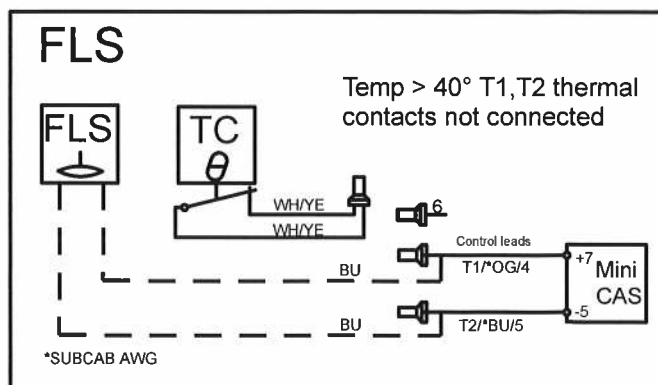 FLS
Temp > 40° T1,T2 thermal
contacts not connected
FLS
TC
WH/YE
WH/YE
6
Control leads
T1/*OG/4
+7
Mini
CAS
BU
T2/*BU/5
-5
BU
*SUBCAB AWG